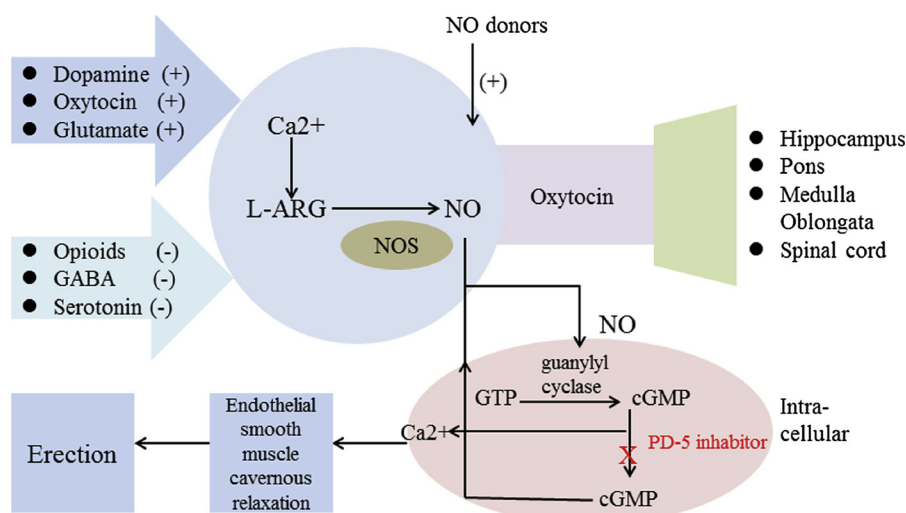 NO donors
(+)
● Dopamine (+)
● Oxytocin (+)
● Glutamate (+)
Ca2+
L-ARG
NO
NOS
Oxytocin
● Hippocampus
● Pons
● Medulla
Oblongata
● Spinal cord
● Opioids (-)
● GABA (-)
● Serotonin (-)
NO
guanylyl
cyclase
GTP
cGMP
Intra-
cellular
Ca2+
PD-5 inhabitor
X
cGMP
Endothelial
smooth
muscle
cavernous
relaxation
Erection